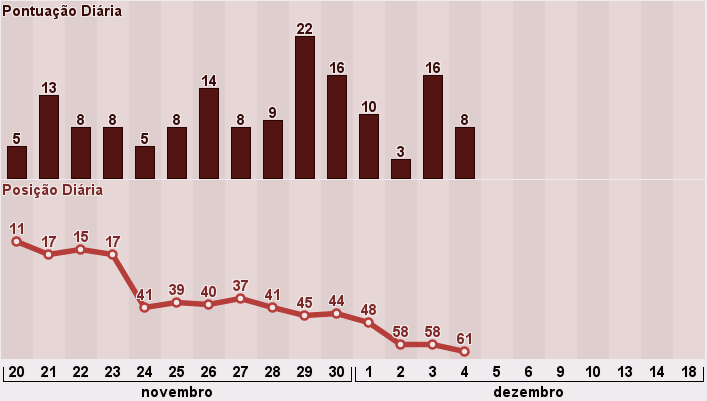 Pontuação Diária
5 13 8 8 5 8 14 8 9 22 16 10 3 16 8
Posição Diária
11 17 15 17 41 39 40 37 41 45 44 48 58 58 61
20 21 22 23 24 25 26 27 28 29 30 1 2 3 4 5 6 9 10 13 14 18
novembro dezembro